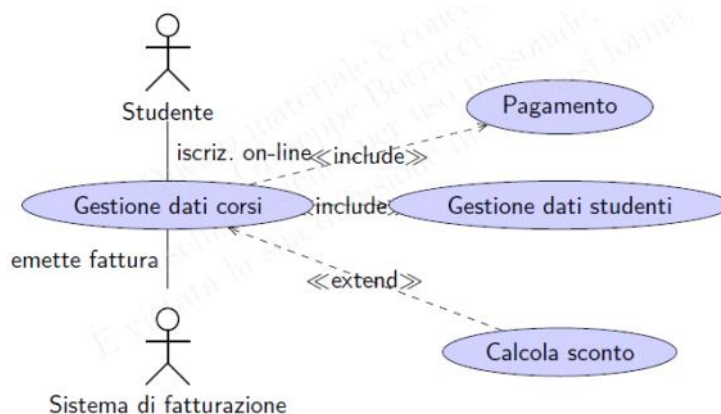 Studente
iscriz. on-line
≪include≫
Pagamento
Gestione dati corsi
≪include≫
Gestione dati studenti
emette fattura
≪extend≫
Calcola sconto
Sistema di fatturazione